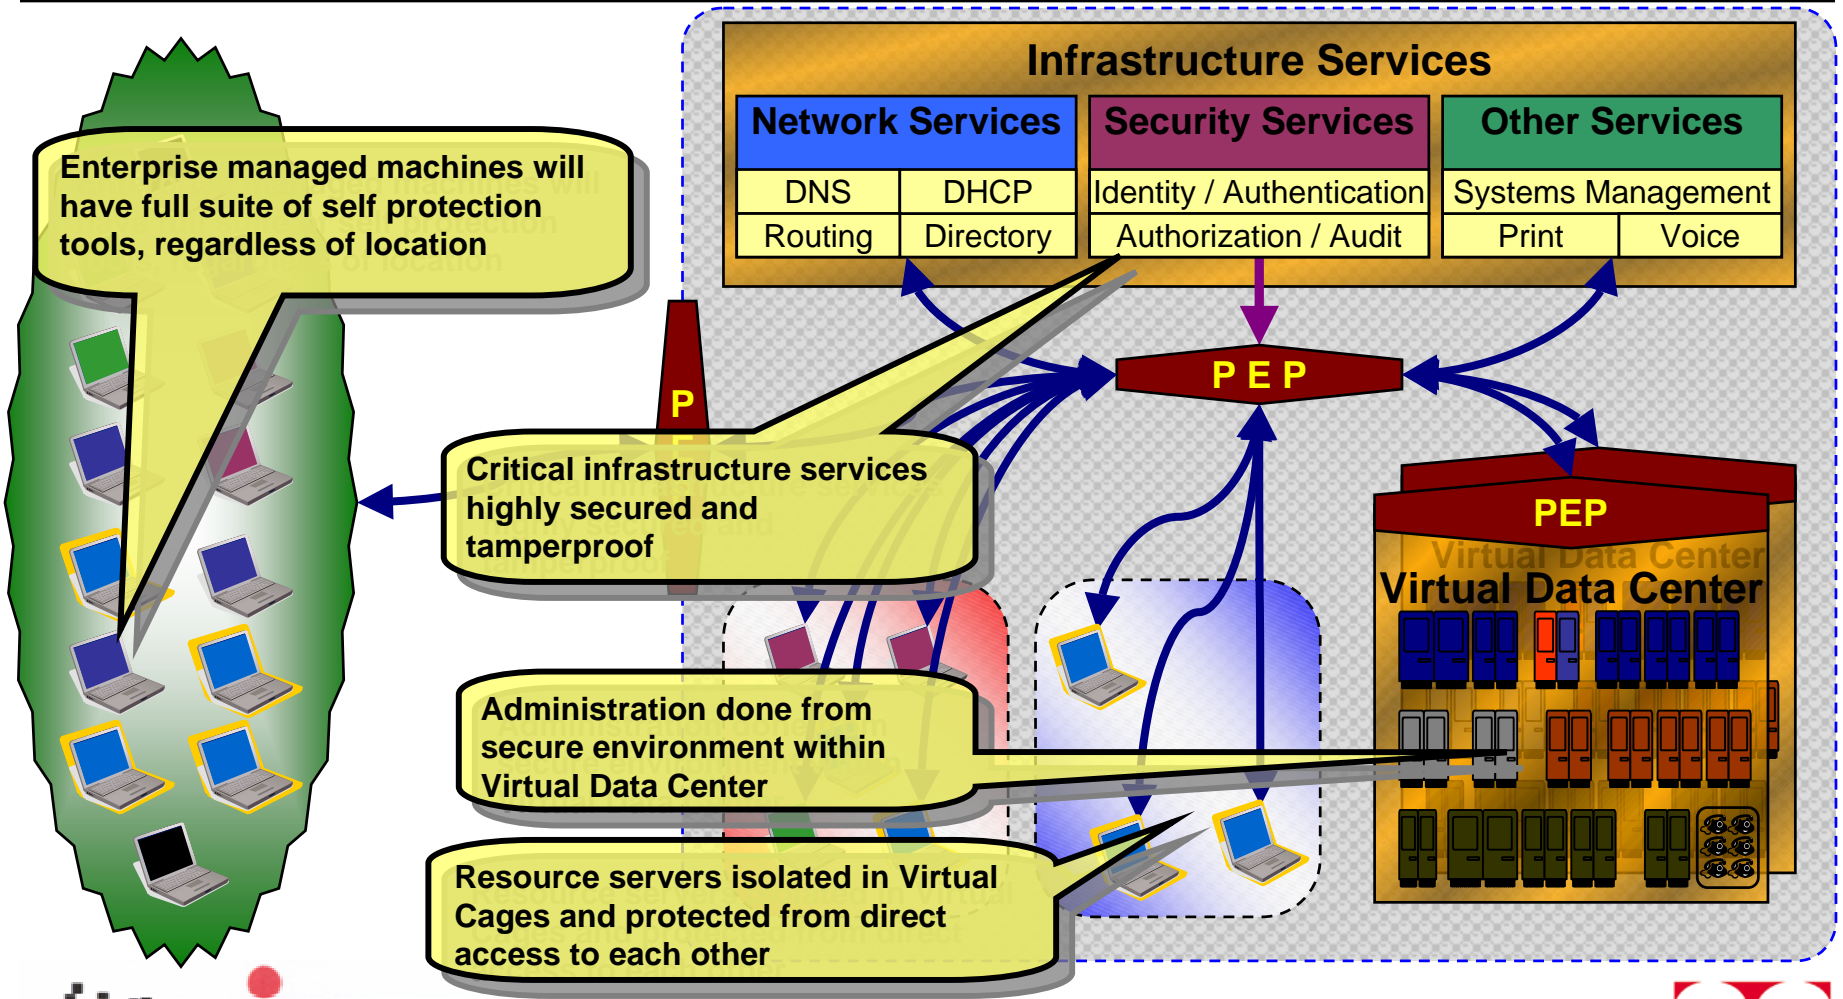 Infrastructure Services
Network Services
Security Services
Other Services
DNS
DHCP
Identity / Authentication
Systems Management
Routing
Directory
Authorization / Audit
Print
Voice
Enterprise managed machines will
have full suite of self protection
tools, regardless of location
P E P
P
Critical infrastructure services
highly secured and
tamperproof
PEP
Virtual Data Center
Virtual Data Center
Administration done from
secure environment within
Virtual Data Center
Resource servers isolated in Virtual
Cages and protected from direct
access to each other